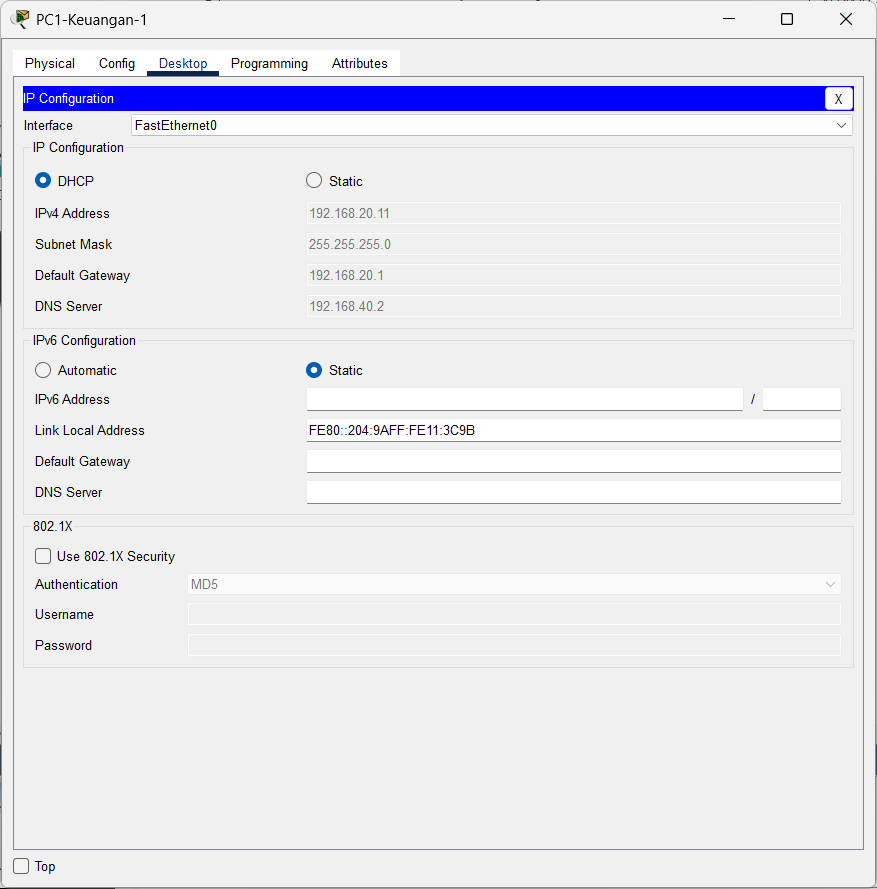 PC1-Keuangan-1
Physical Config Desktop Programming Attributes
IP Configuration X
Interface FastEthernet0
IP Configuration
DHCP Static
IPv4 Address 192.168.20.11
Subnet Mask 255.255.255.0
Default Gateway 192.168.20.1
DNS Server 192.168.40.2
IPv6 Configuration
Automatic Static
IPv6 Address /
Link Local Address FE80::204:9AFF:FE11:3C9B
Default Gateway
DNS Server
802.1X
Use 802.1X Security
Authentication MD5
Username
Password
Top